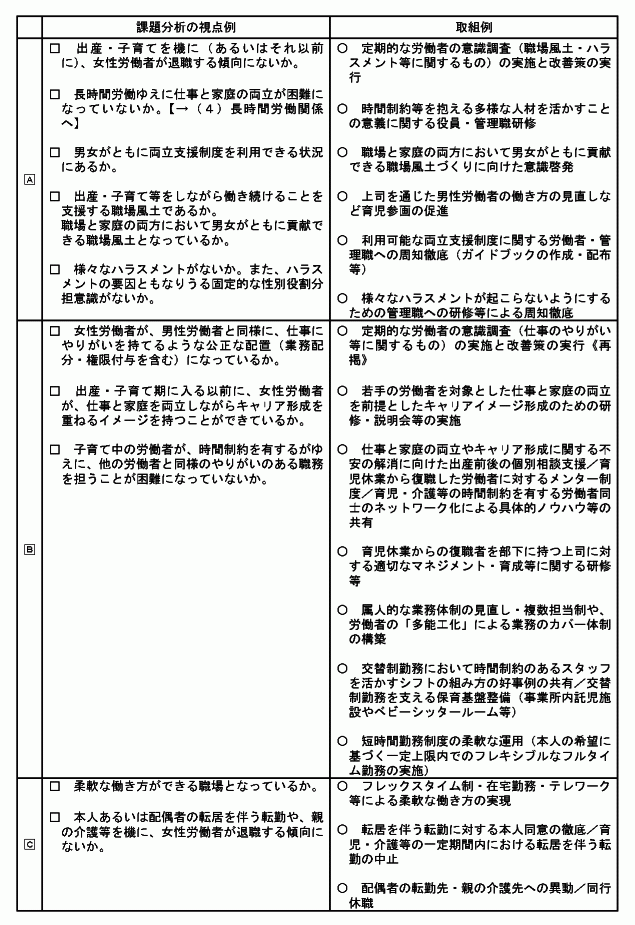 課題分析の視点例
取組例
A
□ 出産・子育てを機に（あるいはそれ以前
に）、女性労働者が退職する傾向にないか。
□ 長時間労働ゆえに仕事と家庭の両立が困難に
なっていないか。【→（４）長時間労働関係
へ】
□ 男女がともに両立支援制度を利用できる状況
にあるか。
□ 出産・子育て等をしながら働き続けることを
支援する職場風土であるか。
職場と家庭の両方において男女がともに貢献で
きる職場風土となっているか。
□ 様々なハラスメントがないか。また、ハラス
メントの要因ともなりうる固定的な性別役割分
担意識がないか。
○ 定期的な労働者の意識調査（職場風土・ハラ
スメント等に関するもの）の実施と改善策の実
行
○ 時間制約等を抱える多様な人材を活かすこと
の意義に関する役員・管理職研修
○ 職場と家庭の両方において男女がともに貢献
できる職場風土づくりに向けた意識啓発
○ 上司を通じた男性労働者の働き方の見直しな
ど育児参画の促進
○ 利用可能な両立支援制度に関する労働者・管
理職への周知徹底（ガイドブックの作成・配布
等）
○ 様々なハラスメントが起こらないようにする
ための管理職への研修等による周知徹底
B
□ 女性労働者が、男性労働者と同様に、仕事に
やりがいを持てるような公正な配置（業務配
分・権限付与を含む）になっているか。
□ 出産・子育て期に入る以前に、女性労働者
が、仕事と家庭を両立しながらキャリア形成を
重ねるイメージを持つことができているか。
□ 子育て中の労働者が、時間制約を有するがゆ
えに、他の労働者と同様のやりがいのある職務
を担うことが困難になっていないか。
○ 定期的な労働者の意識調査（仕事のやりがい
等に関するもの）の実施と改善策の実行《再
掲》
○ 若手の労働者を対象とした仕事と家庭の両立
を前提としたキャリアイメージ形成のための研
修・説明会等の実施
○ 仕事と家庭の両立やキャリア形成に関する不
安の解消に向けた出産前後の個別相談支援／育
児休業から復職した労働者に対するメンター制
度／育児・介護等の時間制約を有する労働者同
士のネットワーク化による具体的ノウハウ等の
共有
○ 育児休業からの復職者を部下に持つ上司に対
する適切なマネジメント・育成等に関する研修
等
○ 属人的な業務体制の見直し・複数担当制や、
労働者の「多能工化」による業務のカバー体制
の構築
○ 交替制勤務において時間制約のあるスタッフ
を活かすシフトの組み方の好事例の共有／交替
制勤務を支える保育基盤整備（事業所内託児施
設やベビーシッタールーム等）
○ 短時間勤務制度の柔軟な運用（本人の希望に
基づく一定上限内でのフレキシブルなフルタイ
ム勤務の実施）
C
□ 柔軟な働き方ができる職場となっているか。
□ 本人あるいは配偶者の転居を伴う転勤や、親
の介護等を機に、女性労働者が退職する傾向に
ないか。
○ フレックスタイム制・在宅勤務・テレワーク
等による柔軟な働き方の実現
○ 転居を伴う転勤に対する本人同意の徹底／育
児・介護等の一定期間内における転居を伴う転
勤の中止
○ 配偶者の転勤先・親の介護先への異動／同行
休職